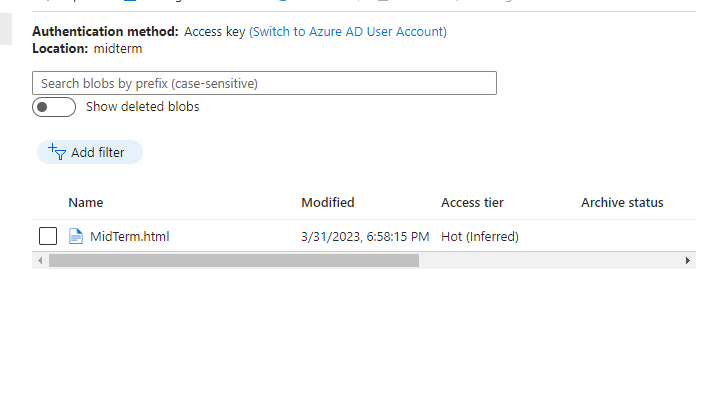 Authentication method: Access key (Switch to Azure AD User Account)
Location: midterm
Search blobs by prefix (case-sensitive)
Show deleted blobs
Add filter
Name Modified Access tier Archive status
MidTerm.html 3/31/2023, 6:58:15 PM Hot (Inferred)